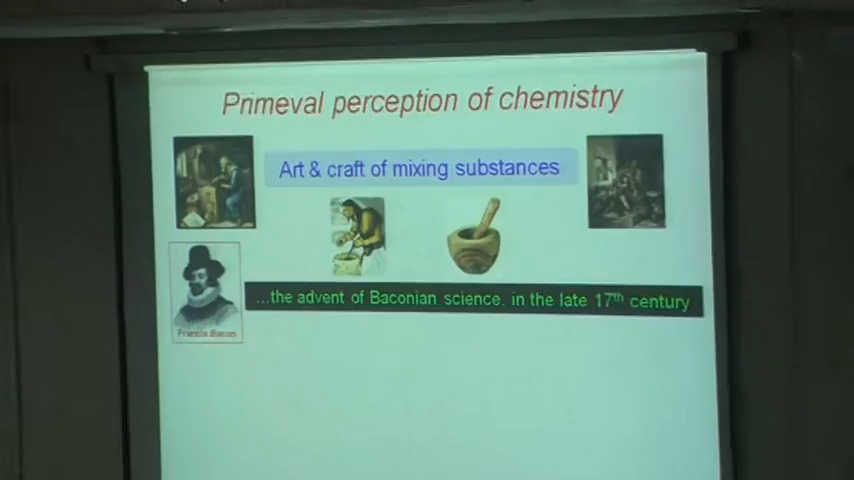 Primeval perception of chemistry
Art & craft of mixing substances
...the advent of Baconian science. in the late 17th century
Francis Bacon